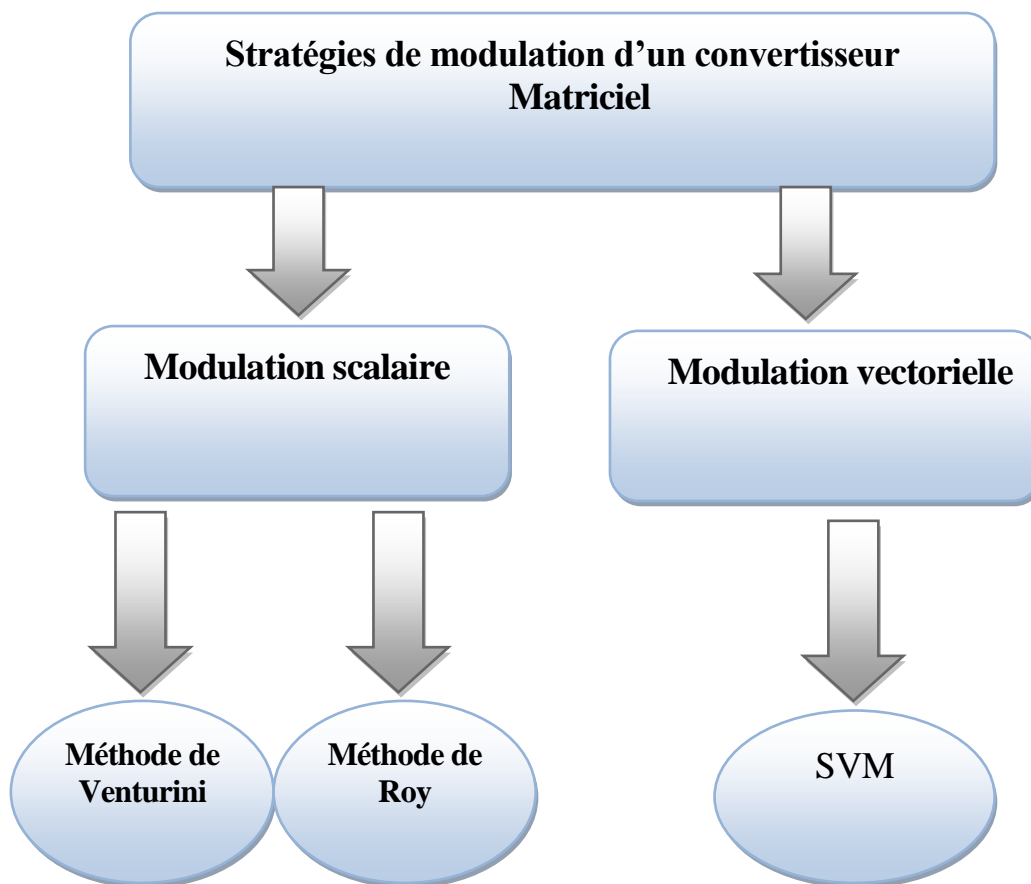 Stratégies de modulation d’un convertisseur
Matriciel
Modulation scalaire
Modulation vectorielle
Méthode de
Venturini
Méthode de
Roy
SVM